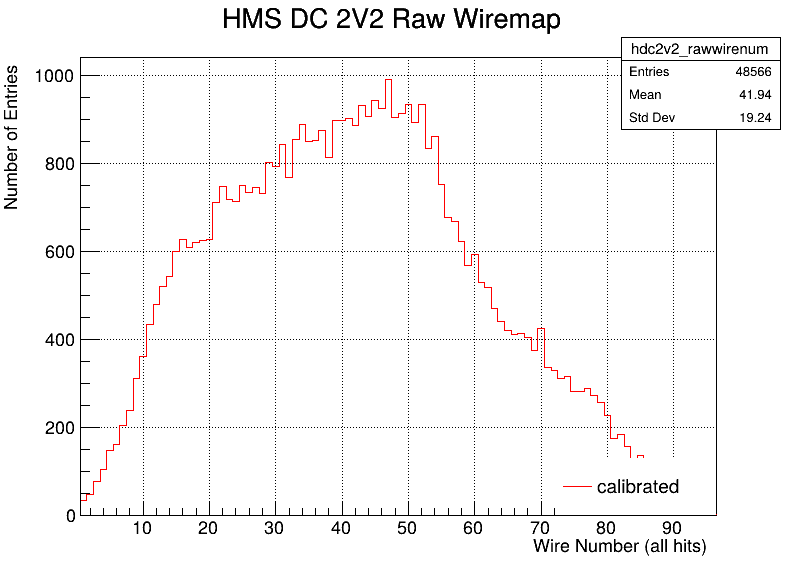 HMS DC 2V2 Raw Wiremap
hdc2v2_rawwirenum
Entries 48566
Mean 41.94
Std Dev 19.24
Number of Entries
1000
800
600
400
200
0
calibrated
10 20 30 40 50 60 70 80 90
Wire Number (all hits)